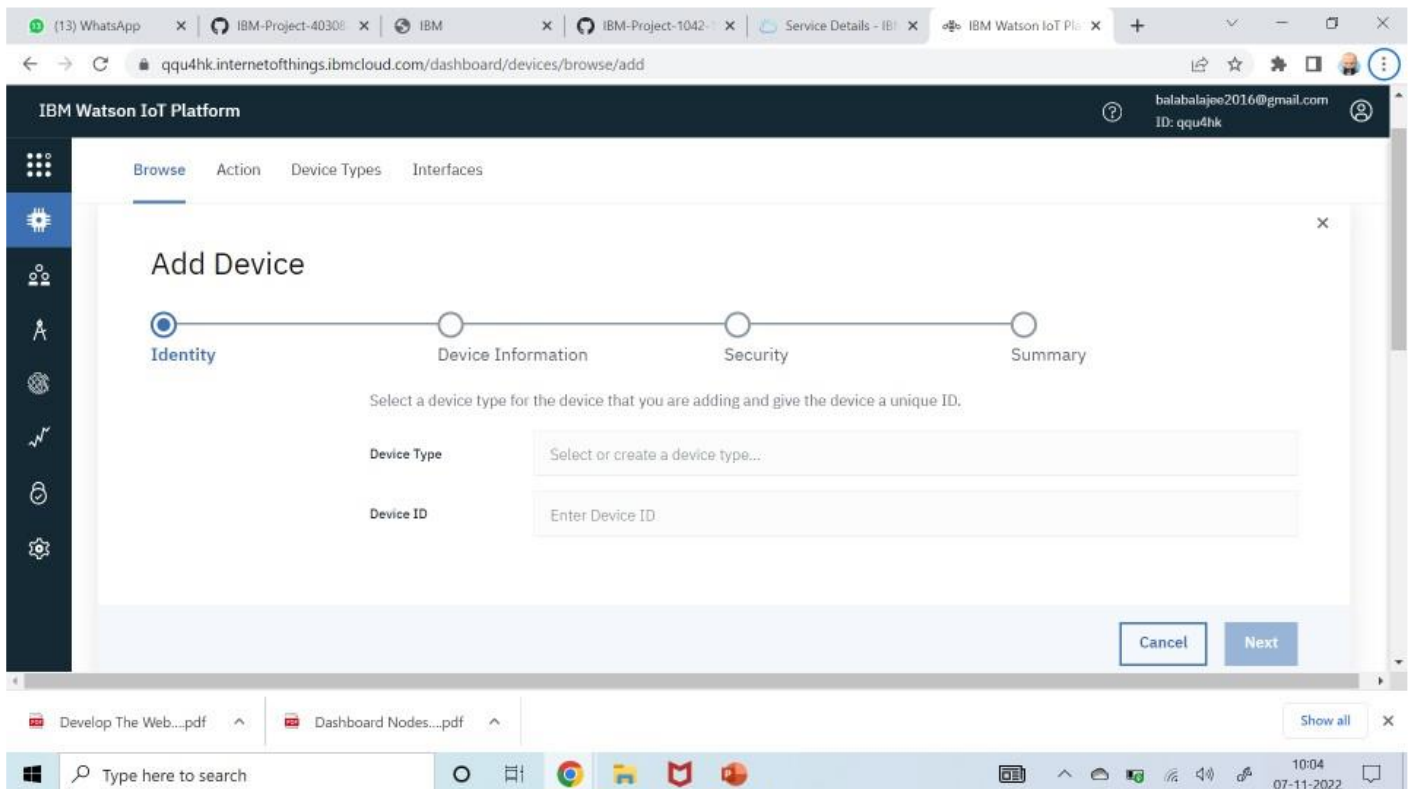 (13) WhatsApp
IBM-Project-40308
IBM
IBM-Project-1042-1
Service Details - IBM
IBM Watson IoT Pla
qqu4hk.internetofthings.ibmcloud.com/dashboard/devices/browse/add
IBM Watson IoT Platform
balabalajee2016@gmail.com
ID: qqu4hk
Browse Action Device Types Interfaces
Add Device
Identity Device Information Security Summary
Select a device type for the device that you are adding and give the device a unique ID.
Device Type Select or create a device type...
Device ID Enter Device ID
Cancel Next
Develop The Web....pdf Dashboard Nodes....pdf Show all
Type here to search
10:04
07-11-2022